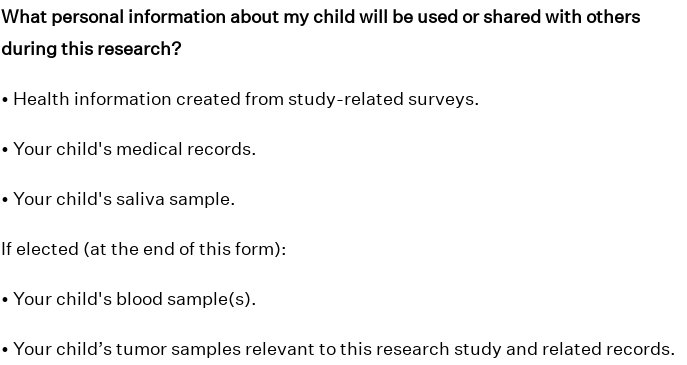 What personal information about my child will be used or shared with others
during this research?
• Health information created from study-related surveys.
• Your child's medical records.
• Your child's saliva sample.
If elected (at the end of this form):
• Your child's blood sample(s).
• Your child’s tumor samples relevant to this research study and related records.